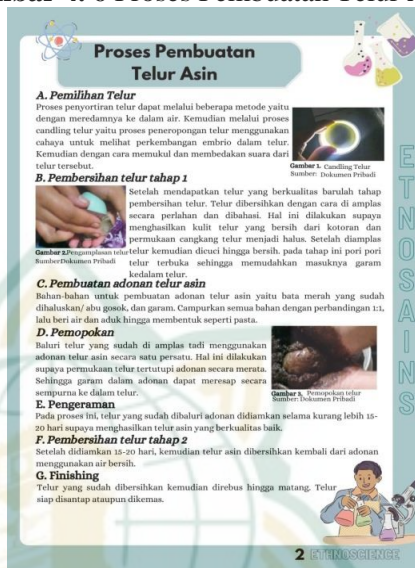 Proses Pembuatan
Telur Asin
A. Pemilihan Telur
Proses penyortiran telur dapat melalui beberapa metode yaitu
dengan meredamnya ke dalam air. Kemudian melalui proses
candling telur yaitu proses peneropongan telur menggunakan
cahaya untuk melihat perkembangan embrio dalam telur.
Kemudian dengan cara memukul dan membedakan suara dari
telur tersebut.
Gambar 1. Candling Telur
Sumber: Dokumen Pribadi
B. Pembersihan telur tahap 1
Setelah mendapatkan telur yang berkualitas barulah tahap
pembersihan telur. Telur dibersihkan dengan cara di amplas
secara perlahan dan dibahasi. Hal ini dilakukan supaya
menghasilkan kulit telur yang bersih dari kotoran dan
permukaan cangkang telur menjadi halus. Setelah diamplas
telur kemudian dicuci hingga bersih. pada tahap ini pori pori
telur terbuka sehingga memudahkan masuknya garam
kedalam telur.
Gambar 2.Pengamplasan telur
SumberDokumen Pribadi
C. Pembuatan adonan telur asin
Bahan-bahan untuk pembuatan adonan telur asin yaitu bata merah yang sudah
dihaluskan/ abu gosok, dan garam. Campurkan semua bahan dengan perbandingan 1:1,
lalu beri air dan aduk hingga membentuk seperti pasta.
D. Pemopokan
Baluri telur yang sudah di amplas tadi menggunakan
adonan telur asin secara satu persatu. Hal ini dilakukan
supaya permukaan telur tertutupi adonan secara merata.
Sehingga garam dalam adonan dapat meresap secara
sempurna ke dalam telur.
Gambar 3. Pemopokan telur
Sumber: Dokumen Pribadi
E. Pengeraman
Pada proses ini, telur yang sudah dibaluri adonan didiamkan selama kurang lebih 15-
20 hari supaya menghasilkan telur asin yang berkualitas baik.
F. Pembersihan telur tahap 2
Setelah didiamkan 15-20 hari, kemudian telur asin dibersihkan kembali dari adonan
menggunakan air bersih.
G. Finishing
Telur yang sudah dibersihkan kemudian direbus hingga matang. Telur
siap disantap ataupun dikemas.
ETNOSAINS
2 ETHNOSCIENCE